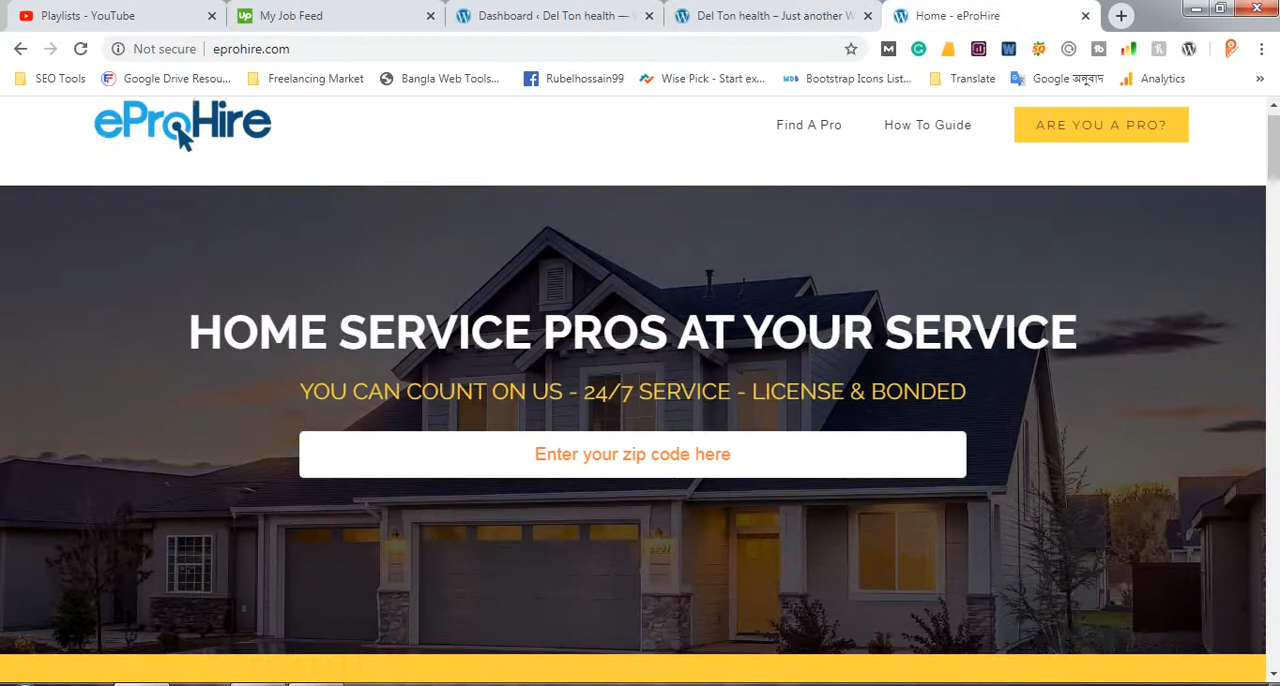 Playlists - YouTube
My Job Feed
Dashboard ‹ Del Ton health —
Del Ton health – Just another W
Home - eProHire
Not secure
eprohire.com
SEO Tools
Google Drive Resou...
Freelancing Market
Bangla Web Tools...
Rubelhossain99
Wise Pick - Start ex...
Bootstrap Icons List...
Translate
Google অনুবাদ
Analytics
eProHire
Find A Pro
How To Guide
ARE YOU A PRO?
HOME SERVICE PROS AT YOUR SERVICE
YOU CAN COUNT ON US - 24/7 SERVICE - LICENSE & BONDED
Enter your zip code here